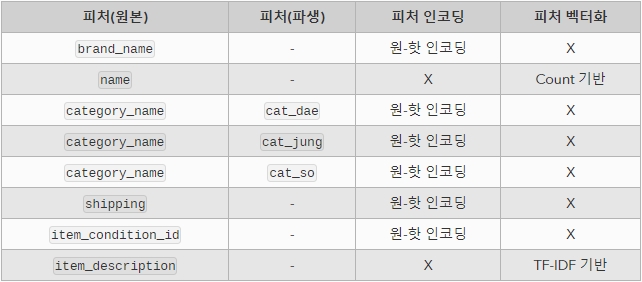 피처(원본) 피처(파생) 피처 인코딩 피처 벡터화
brand_name - 원-핫 인코딩 X
name - X Count 기반
category_name cat_dae 원-핫 인코딩 X
category_name cat_jung 원-핫 인코딩 X
category_name cat_so 원-핫 인코딩 X
shipping - 원-핫 인코딩 X
item_condition_id - 원-핫 인코딩 X
item_description - X TF-IDF 기반